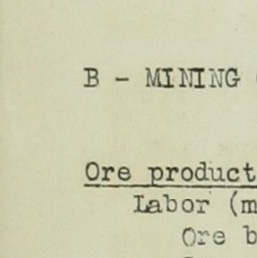 B - MINING
Ore product
Labor (m
Ore b